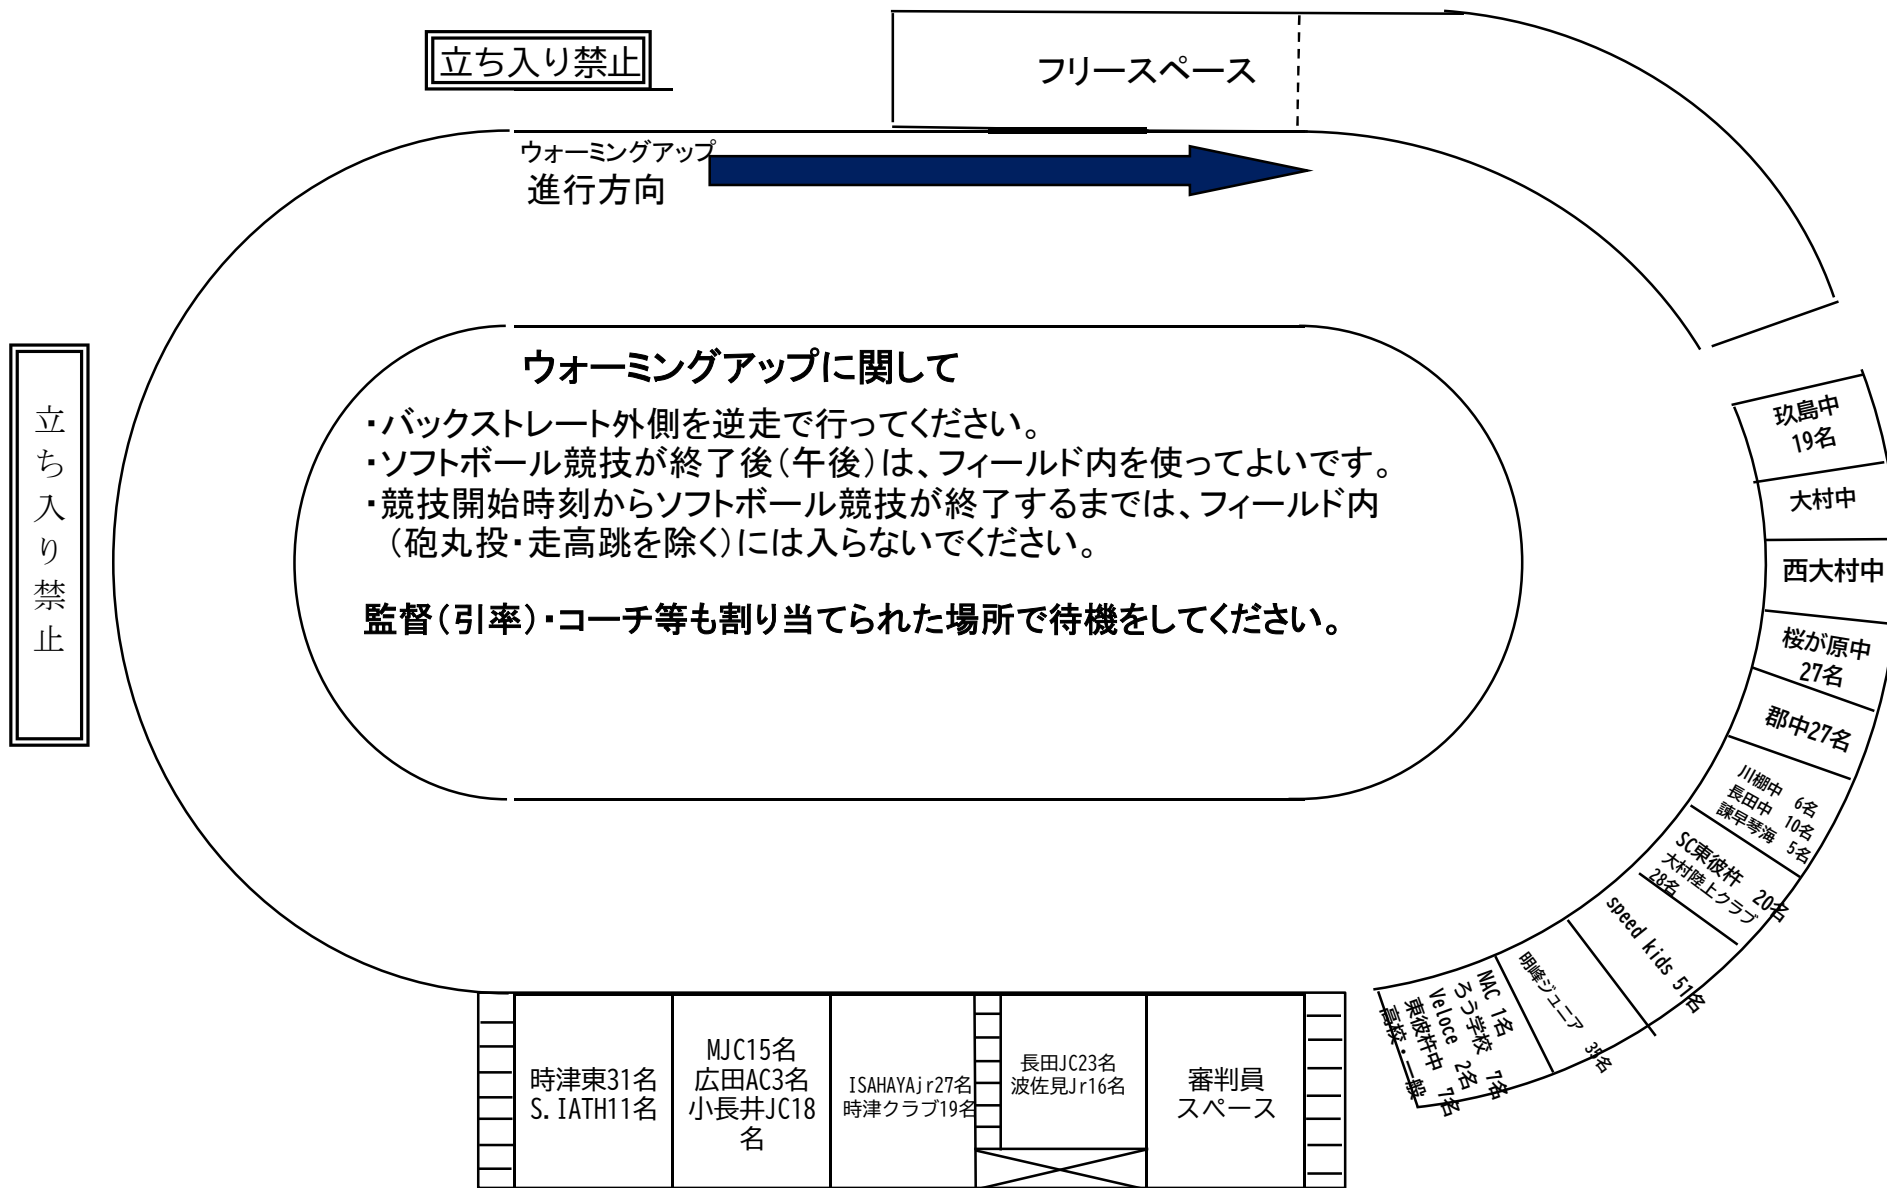 立ち入り禁止
フリースペース
ウォーミングアップ
進行方向
立ち入り禁止
ウォーミングアップに関して
・バックストレート外側を逆走で行ってください。
・ソフトボール競技が終了後（午後）は、フィールド内を使ってよいです。
・競技開始時刻からソフトボール競技が終了するまでは、フィールド内
（砲丸投・走高跳を除く）には入らないでください。
監督（引率）・コーチ等も割り当てられた場所で待機をしてください。
玖島中
19名
大村中
西大村中
桜が原中
27名
郡中27名
川棚中 6名
長田中 10名
諫早琴海 5名
SC東彼杵 20名
大村陸上クラブ
28名
speed kids 51名
明峰ジュニア 35名
NAC 1名
ろう学校 7名
Veloce 2名
東彼杵中 7名
高校・一般
時津東31名
S.IATH11名
MJC15名
広田AC3名
小長井JC18
名
ISAHAYAjr27名
時津クラブ19名
長田JC23名
波佐見Jr16名
審判員
スペース